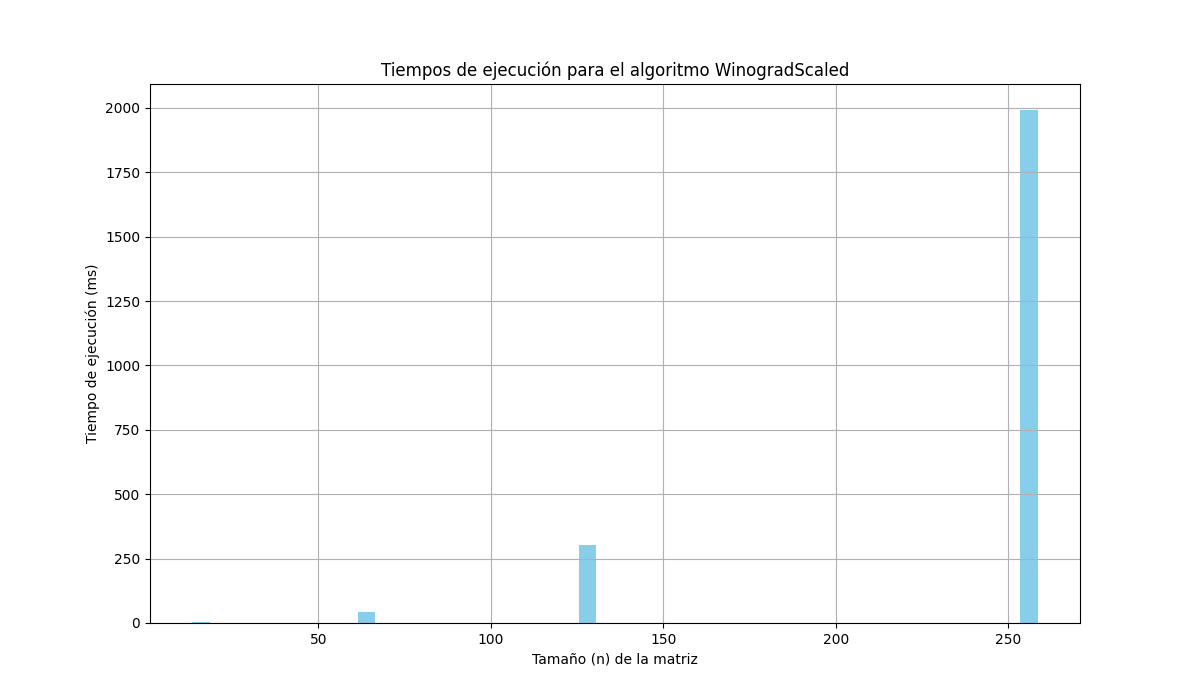 Tiempos de ejecución para el algoritmo WinogradScaled
Tiempo de ejecución (ms)
2000
1750
1500
1250
1000
750
500
250
0
50 100 150 200 250
Tamaño (n) de la matriz